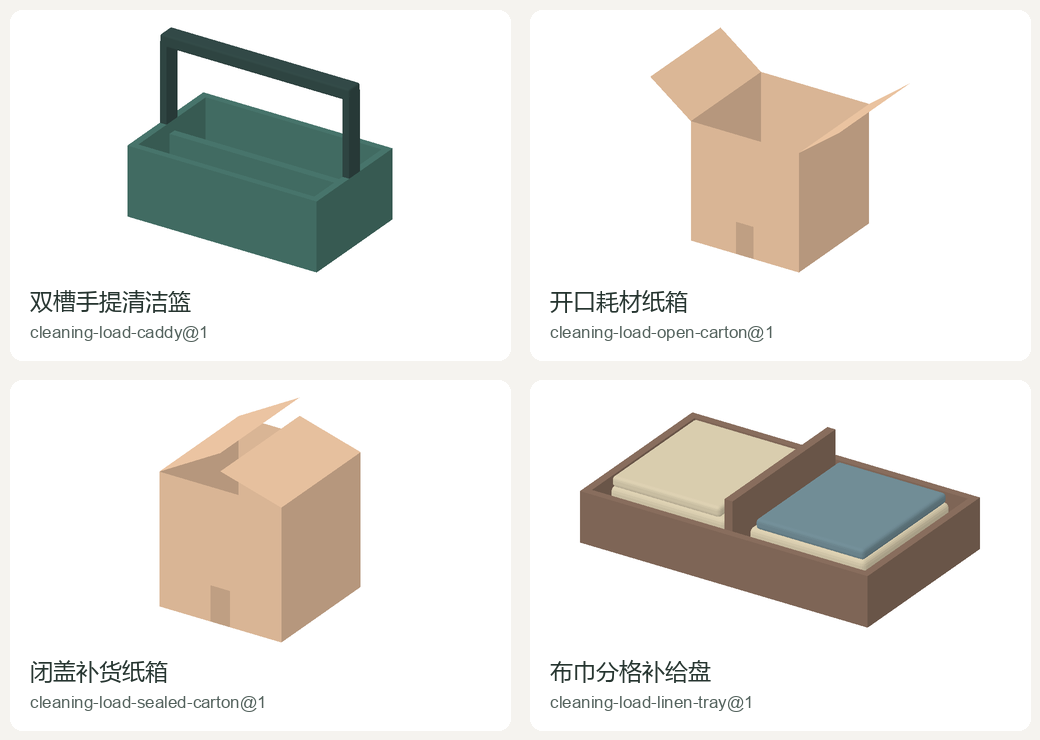 双槽手提清洁篮
cleaning-load-caddy@1
开口耗材纸箱
cleaning-load-open-carton@1
闭盖补货纸箱
cleaning-load-sealed-carton@1
布巾分格补给盘
cleaning-load-linen-tray@1